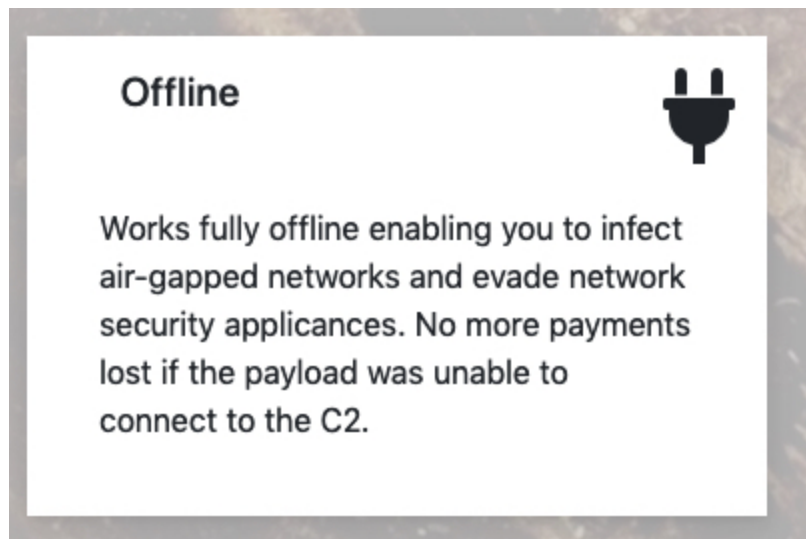 Offline
Works fully offline enabling you to infect
air-gapped networks and evade network
security applicances. No more payments
lost if the payload was unable to
connect to the C2.